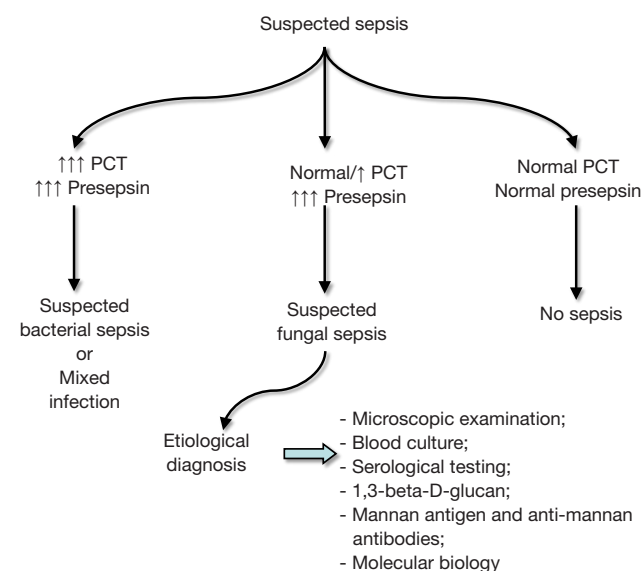 Suspected sepsis
↑↑↑ PCT
↑↑↑ Presepsin
Normal/↑ PCT
↑↑↑ Presepsin
Normal PCT
Normal presepsin
Suspected
bacterial sepsis
or
Mixed
infection
Suspected
fungal sepsis
No sepsis
Etiological
diagnosis
- Microscopic examination;
- Blood culture;
- Serological testing;
- 1,3-beta-D-glucan;
- Mannan antigen and anti-mannan
antibodies;
- Molecular biology